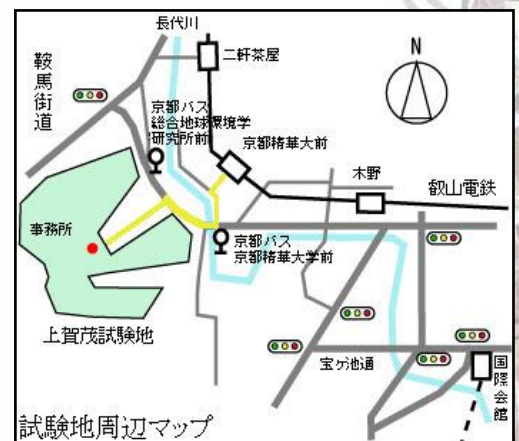 長代川
二軒茶屋
鞍馬街道
N
京都バス
総合地球環境学
研究所前
京都精華大前
木野
叡山電鉄
事務所
京都バス
京都精華大学前
上賀茂試験地
宝ヶ池通
国際会館
試験地周辺マップ